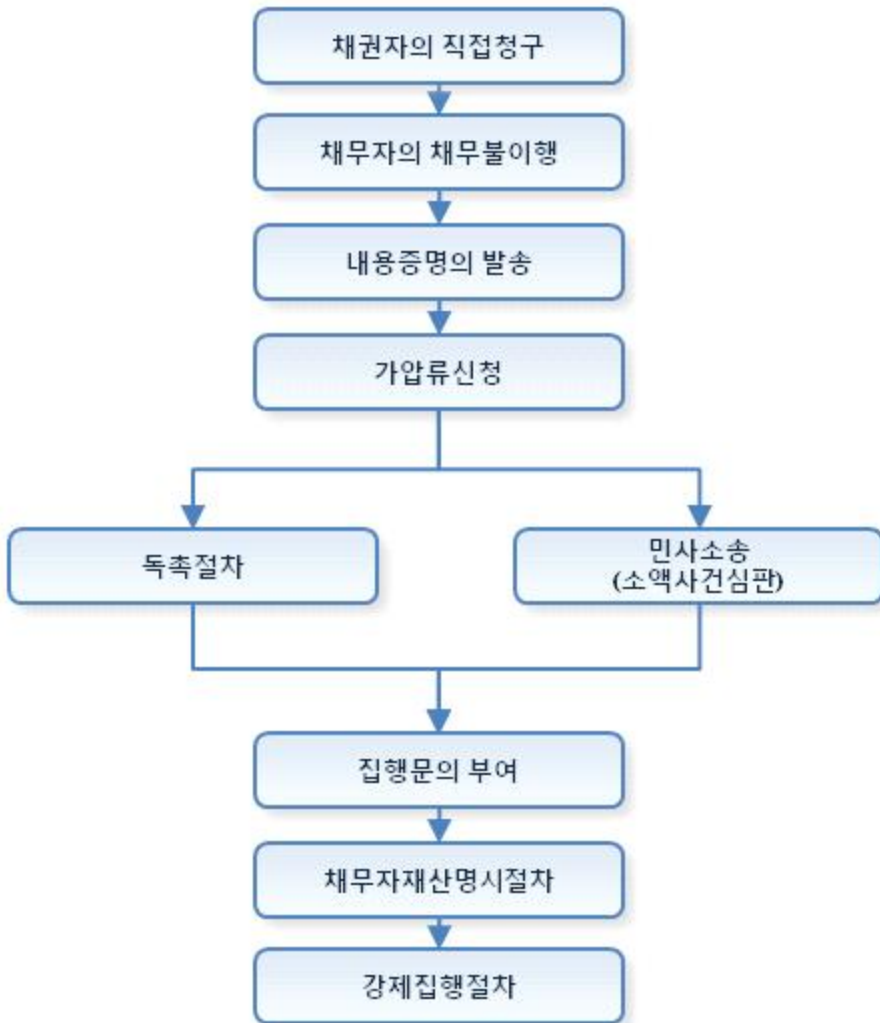 채권자의 직접청구
채무자의 채무불이행
내용증명의 발송
가압류신청
독촉절차
민사소송
(소액사건심판)
집행문의 부여
채무자재산명시절차
강제집행절차